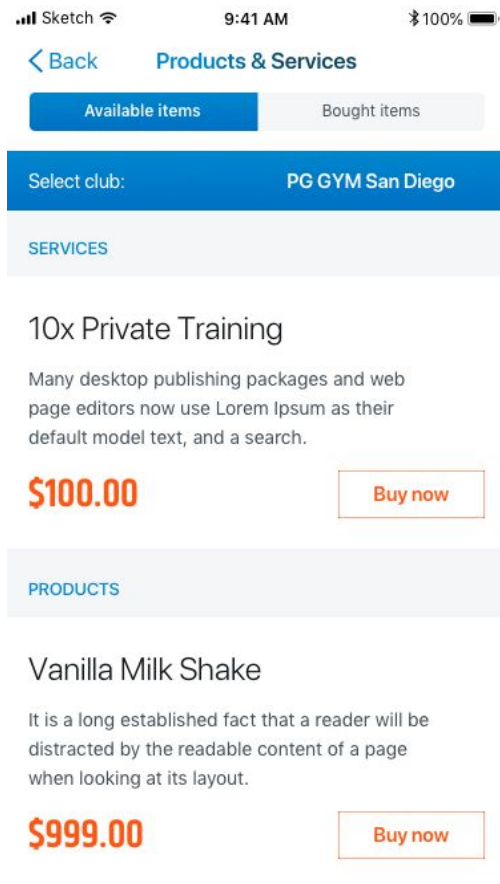 Sketch 9:41 AM 100%
Back Products & Services
Available items Bought items
Select club: PG GYM San Diego
SERVICES
10x Private Training
Many desktop publishing packages and web
page editors now use Lorem Ipsum as their
default model text, and a search.
$100.00 Buy now
PRODUCTS
Vanilla Milk Shake
It is a long established fact that a reader will be
distracted by the readable content of a page
when looking at its layout.
$999.00 Buy now